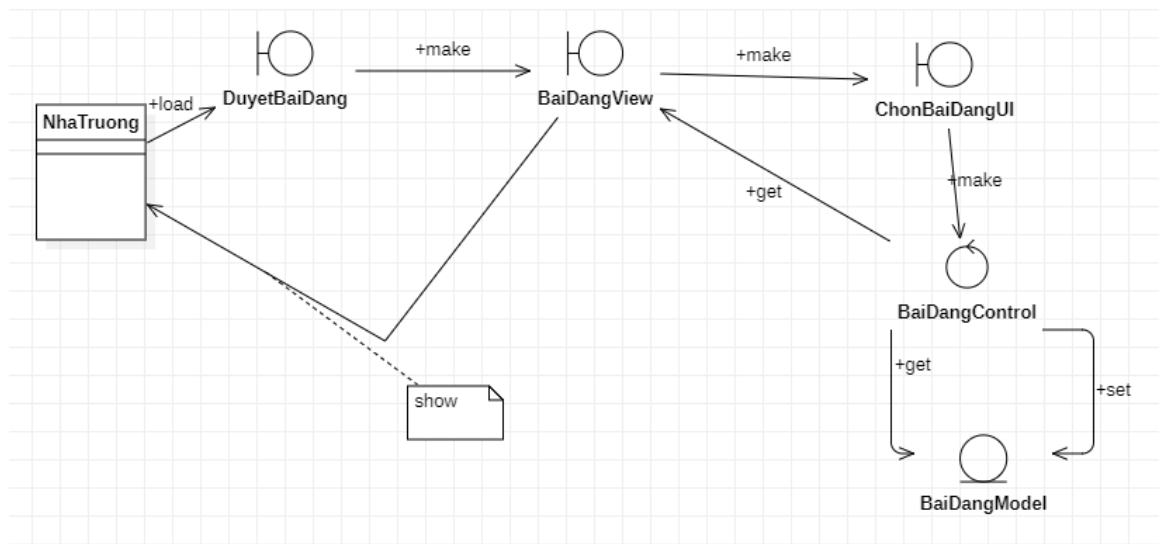 +make
+make
DuyetBaiDang
BaiDangView
ChonBaiDangUI
+load
NhaTruong
+make
+get
BaiDangControl
+get
+set
show
BaiDangModel